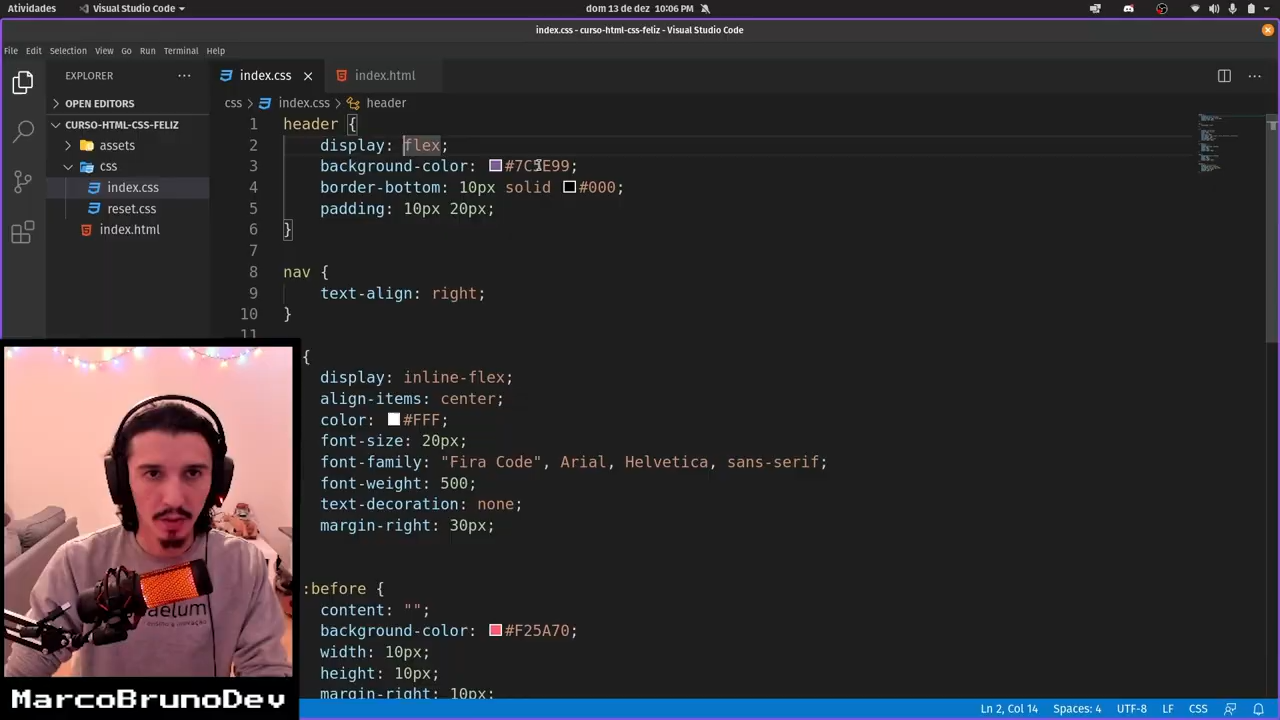 Atividades
Visual Studio Code
dom 13 de dez 10:06 PM
index.css - curso-html-css-feliz - Visual Studio Code
File Edit Selection View Go Run Terminal Help
EXPLORER
OPEN EDITORS
CURSO-HTML-CSS-FELIZ
assets
css
index.css
reset.css
index.html
index.css
index.html
css > index.css > header
1 header {
2 display: flex;
3 background-color: #7C5E99;
4 border-bottom: 10px solid #000;
5 padding: 10px 20px;
6 }
7
8 nav {
9 text-align: right;
10 }
11
{
display: inline-flex;
align-items: center;
color: #FFF;
font-size: 20px;
font-family: "Fira Code", Arial, Helvetica, sans-serif;
font-weight: 500;
text-decoration: none;
margin-right: 30px;
:before {
content: "";
background-color: #F25A70;
width: 10px;
height: 10px;
margin-right: 10px;
MarcoBrunoDev
Ln 2, Col 14 Spaces: 4 UTF-8 LF CSS